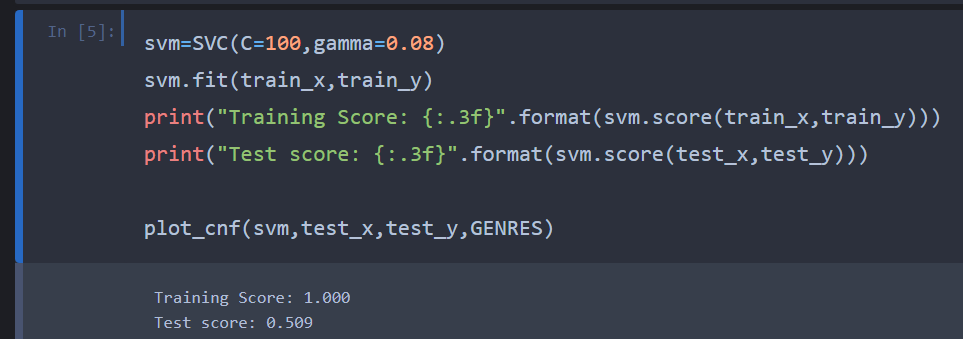 In [5]:
svm=SVC(C=100,gamma=0.08)
svm.fit(train_x,train_y)
print("Training Score: {:.3f}".format(svm.score(train_x,train_y)))
print("Test score: {:.3f}".format(svm.score(test_x,test_y)))
plot_cnf(svm,test_x,test_y,GENRES)
Training Score: 1.000
Test score: 0.509